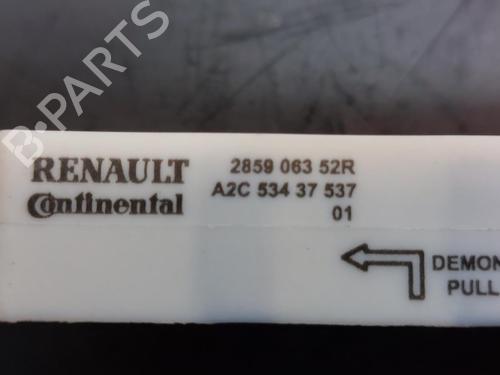 B-PARTS
RENAULT 2859 063 52R
Continental A2C 534 37 537
01
DEMON
PULL